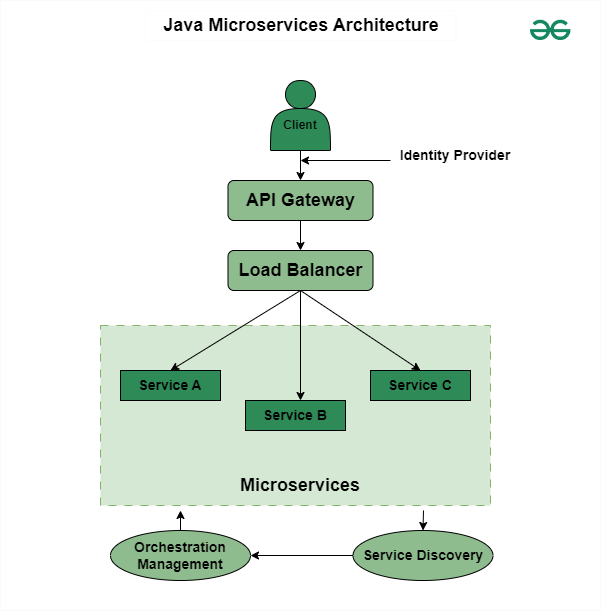 Java Microservices Architecture
Client
Identity Provider
API Gateway
Load Balancer
Service A
Service B
Service C
Microservices
Orchestration
Management
Service Discovery